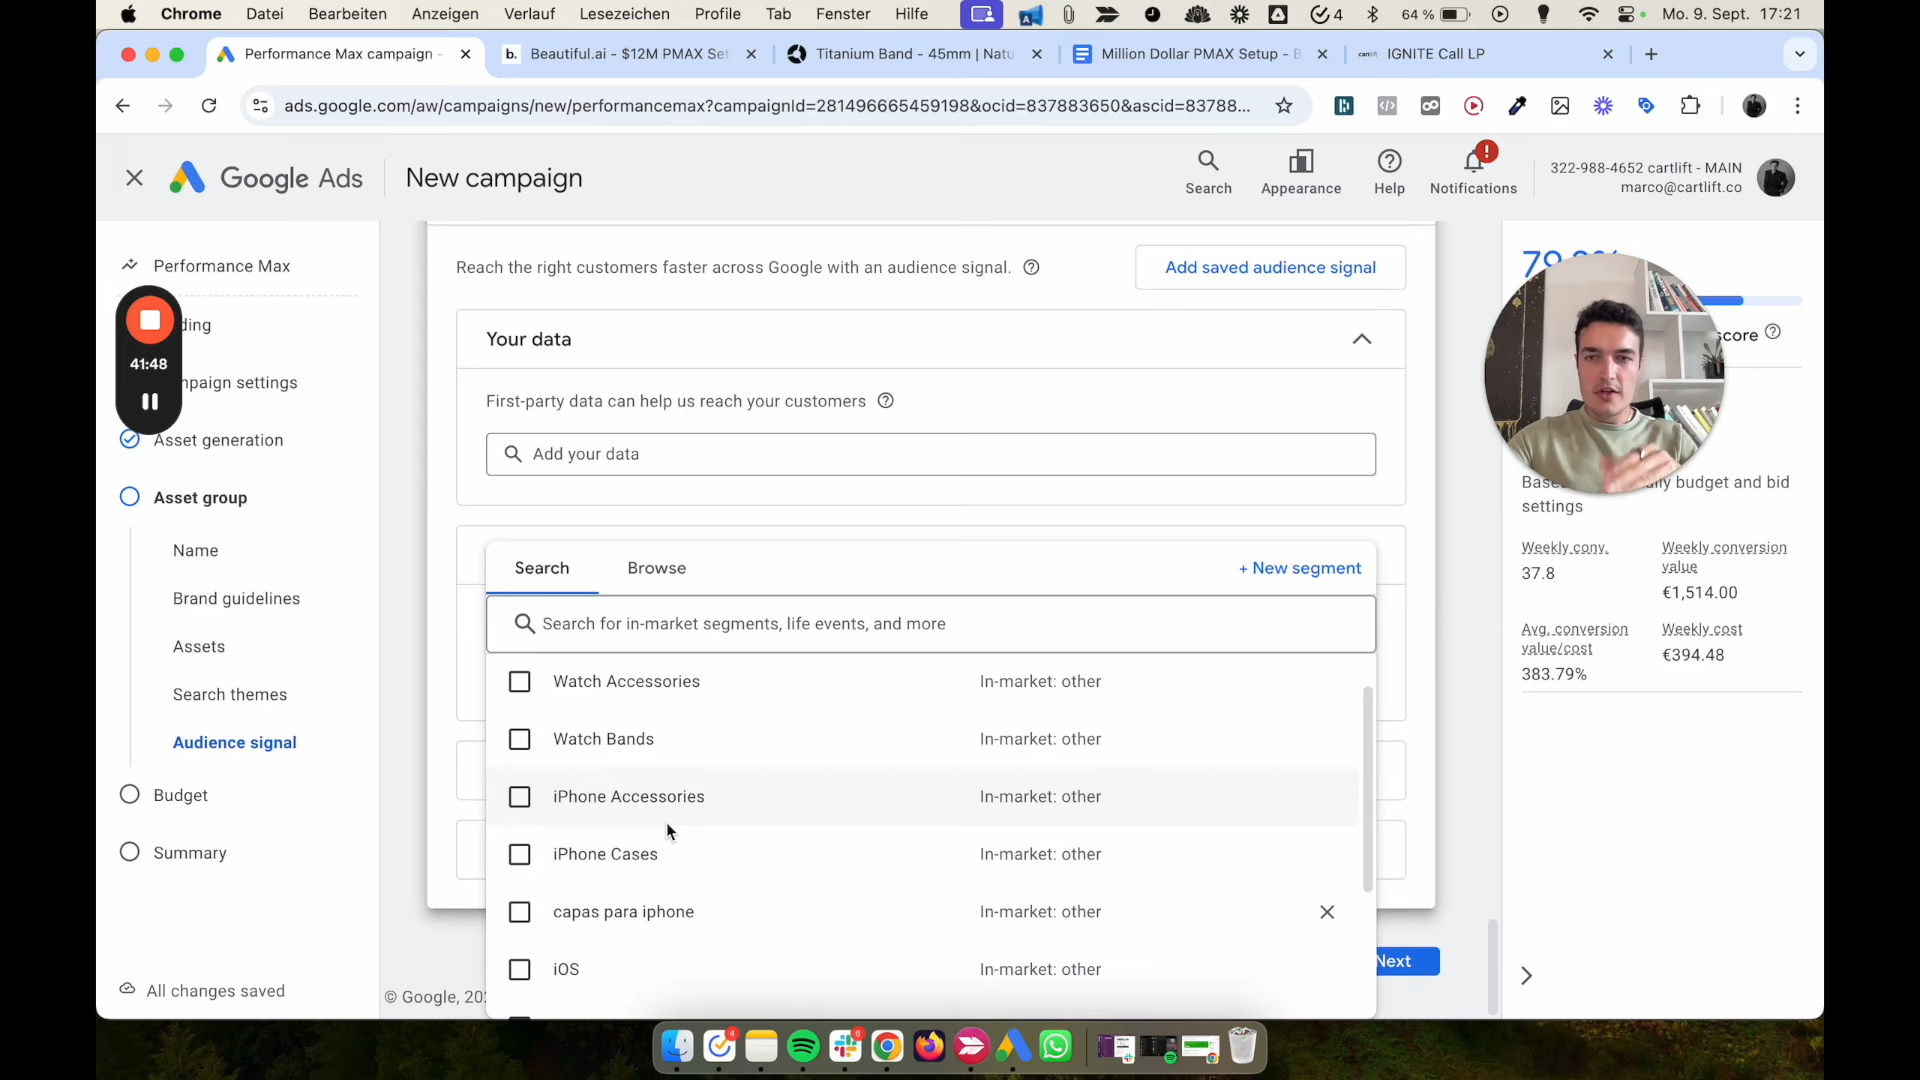 Chrome Datei Bearbeiten Anzeigen Verlauf Lesezeichen Profile Tab Fenster Hilfe 4 64 % Mo. 9. Sept. 17:21
Performance Max campaign - b. Beautiful.ai - $12M PMAX Set Titanium Band - 45mm | Natu Million Dollar PMAX Setup - B cartlift IGNITE Call LP
ads.google.com/aw/campaigns/new/performancemax?campaignId=281496665459198&ocid=837883650&ascid=83788...
Google Ads New campaign
Search Appearance Help Notifications
322-988-4652 cartlift - MAIN
marco@cartlift.co
Performance Max
ding
41:48
mpaign settings
Asset generation
Asset group
Name
Brand guidelines
Assets
Search themes
Audience signal
Budget
Summary
All changes saved
Reach the right customers faster across Google with an audience signal.
Add saved audience signal
Your data
First-party data can help us reach your customers
Add your data
Search Browse + New segment
Search for in-market segments, life events, and more
Watch Accessories In-market: other
Watch Bands In-market: other
iPhone Accessories In-market: other
iPhone Cases In-market: other
capas para iphone In-market: other
iOS In-market: other
Next
© Google, 202
score
budget and bid
settings
Weekly conv.
37.8
Weekly conversion
value
€1,514.00
Avg. conversion
value/cost
383.79%
Weekly cost
€394.48
4 6